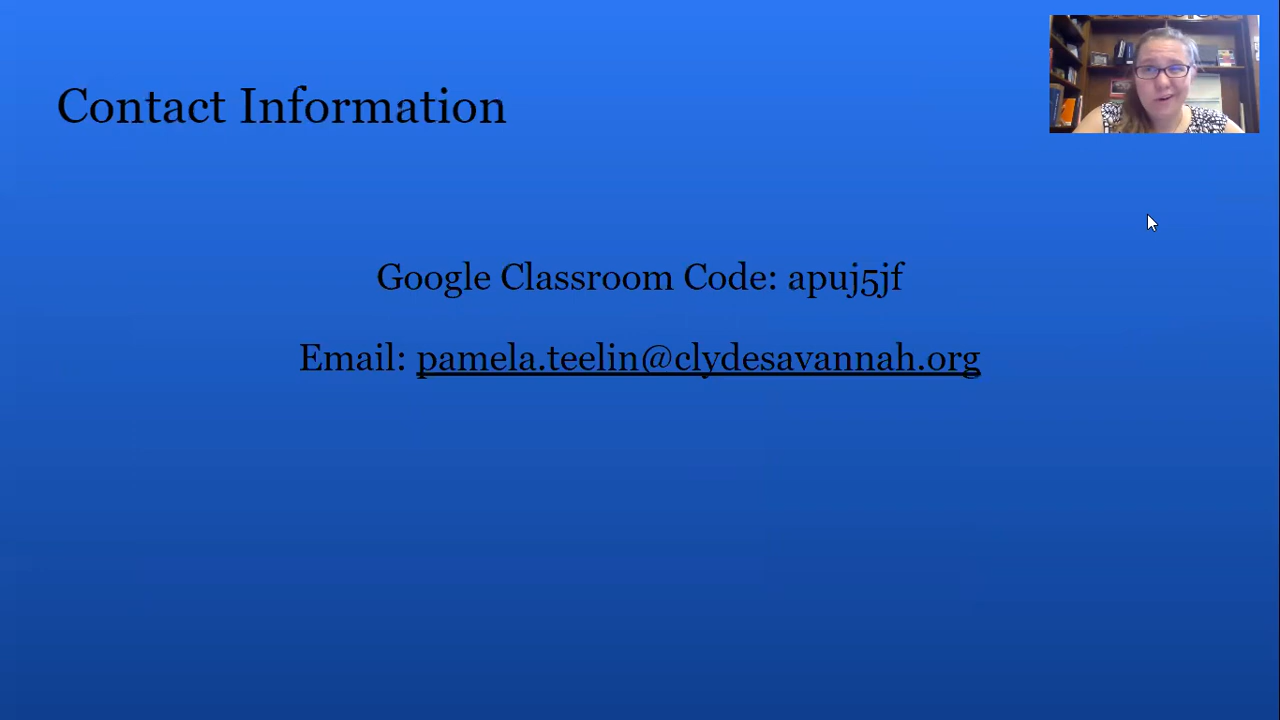 Contact Information
Google Classroom Code: apuj5jf
Email: pamela.teelin@clydesavannah.org